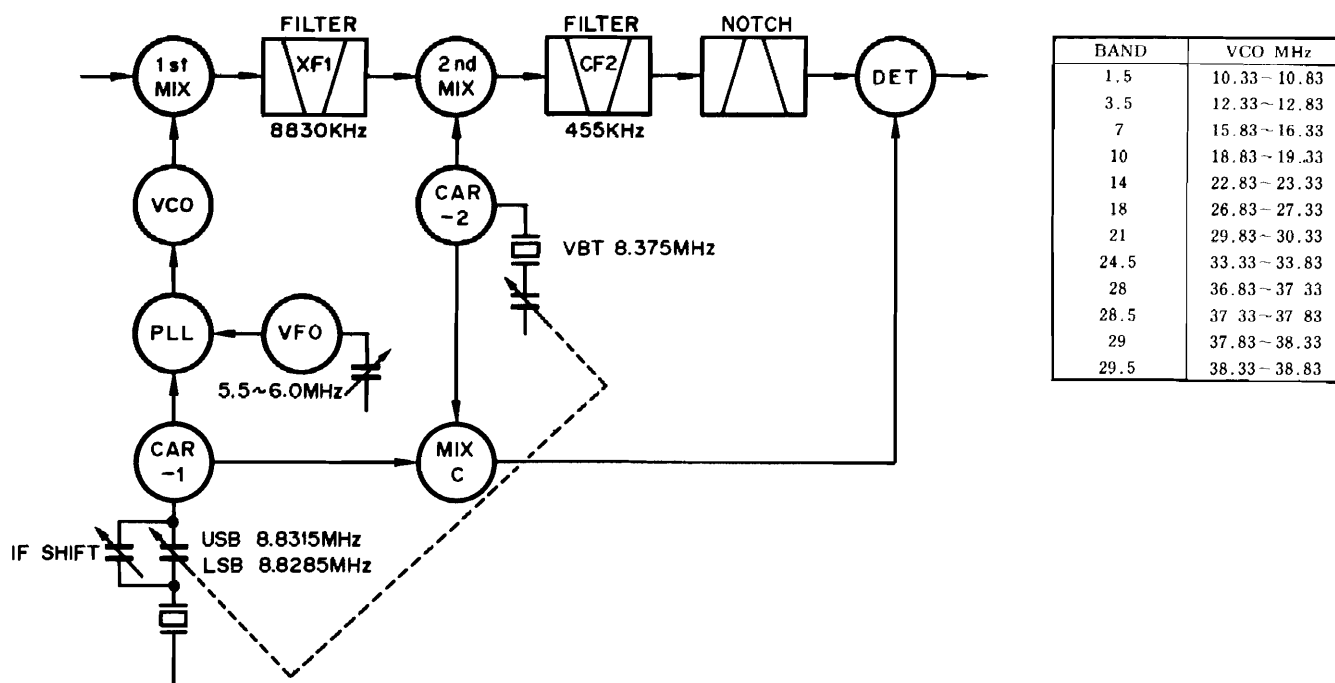 FILTER
FILTER
NOTCH
1st
MIX
XF1
2nd
MIX
CF2
DET
8830KHz
455KHz
VCO
CAR
-2
VBT 8.375MHz
PLL
VFO
5.5~6.0MHz
CAR
-1
MIX
C
IF SHIFT
USB 8.8315MHz
LSB 8.8285MHz
BAND VCO MHz
1.5 10.33~10.83
3.5 12.33~12.83
7 15.83~16.33
10 18.83~19.33
14 22.83~23.33
18 26.83~27.33
21 29.83~30.33
24.5 33.33~33.83
28 36.83~37 33
28.5 37 33~37 83
29 37.83~38.33
29.5 38.33~38.83